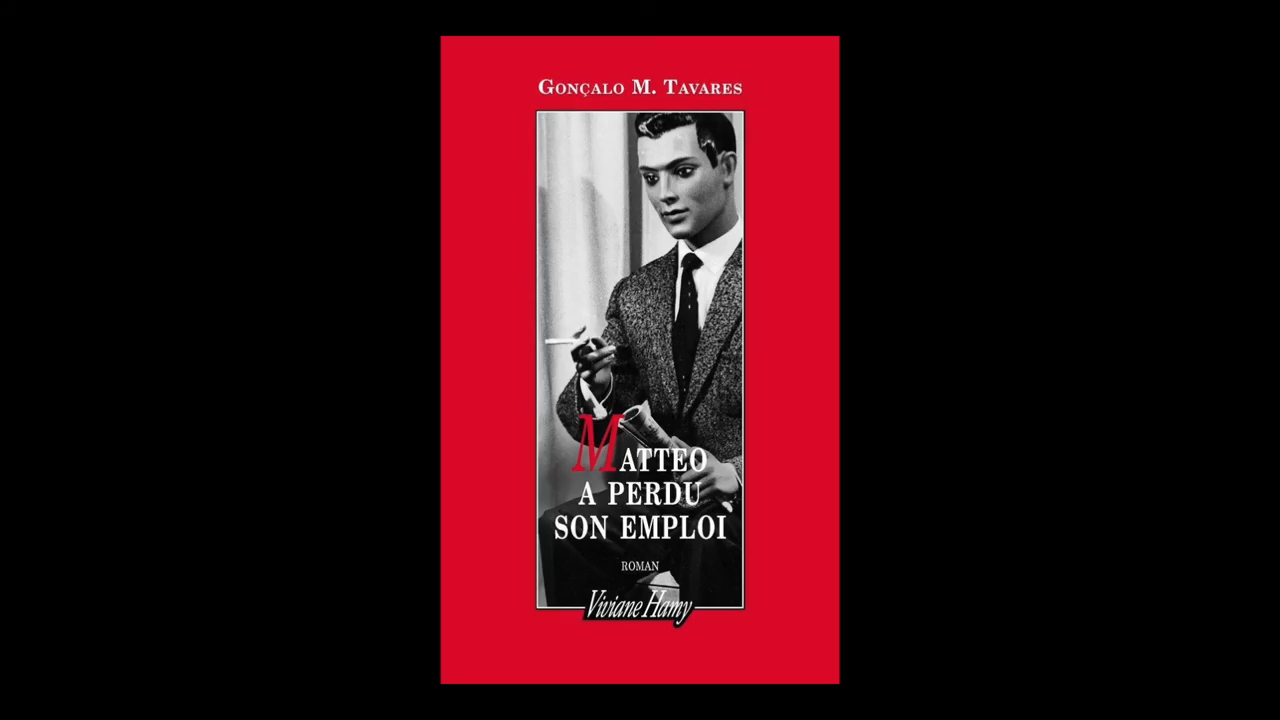 Gonçalo M. Tavares
Matteo
a perdu
son emploi
roman
Viviane Hamy